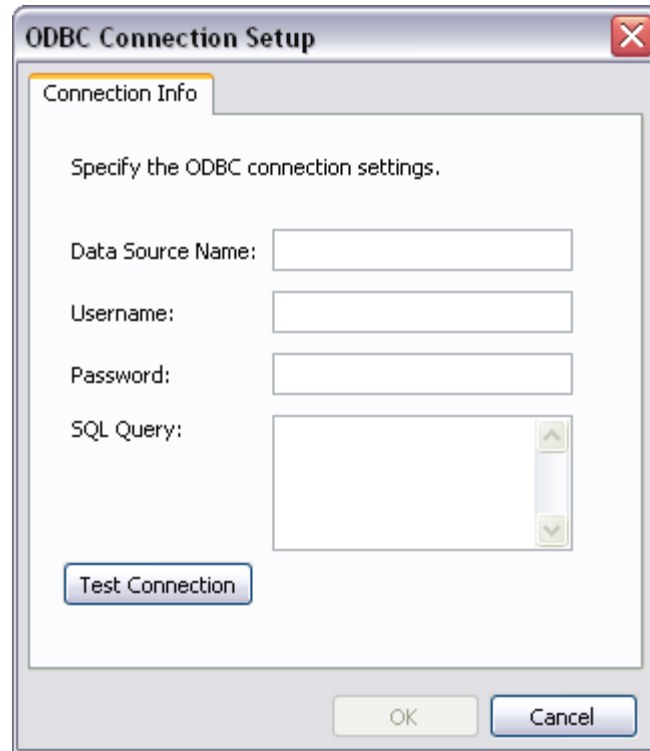 ODBC Connection Setup
Connection Info
Specify the ODBC connection settings.
Data Source Name:
Username:
Password:
SQL Query:
Test Connection
OK Cancel